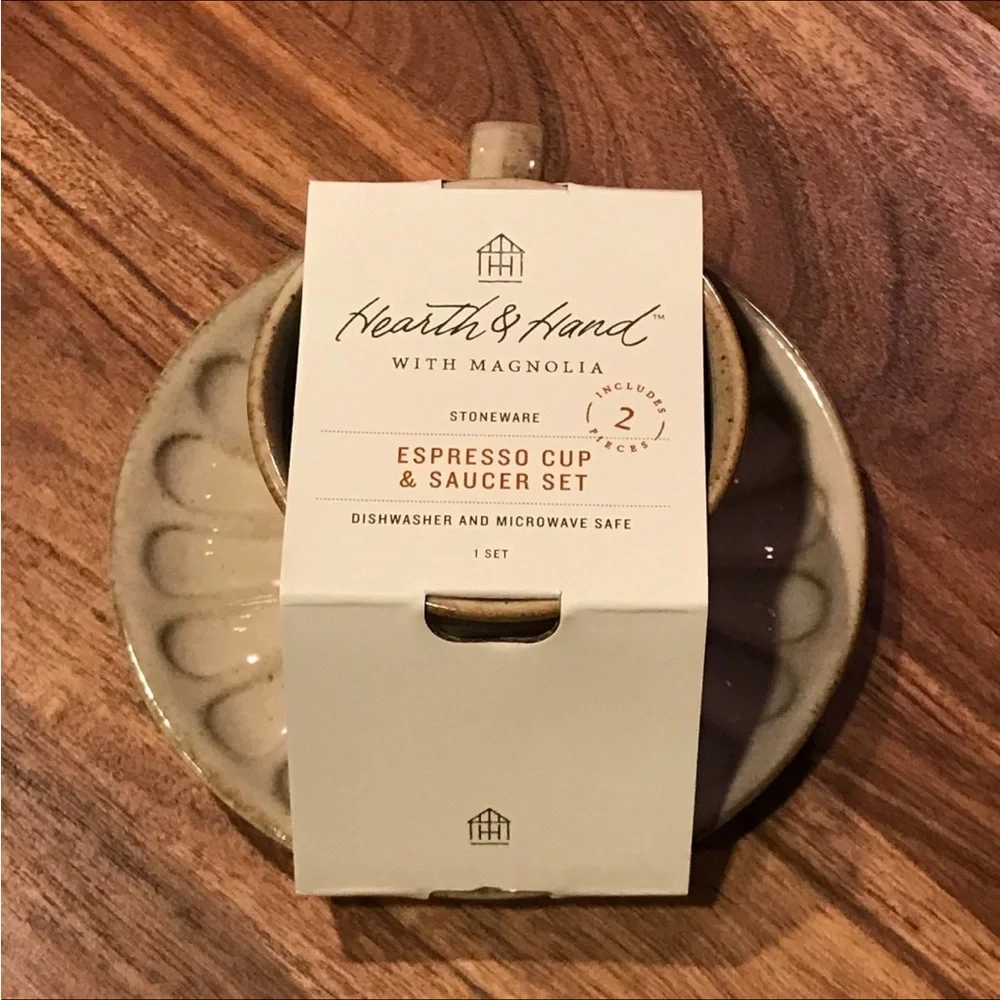 Hearth & Hand™
WITH MAGNOLIA
INCLUDES
2
PIECES
STONEWARE
ESPRESSO CUP
& SAUCER SET
DISHWASHER AND MICROWAVE SAFE
1 SET